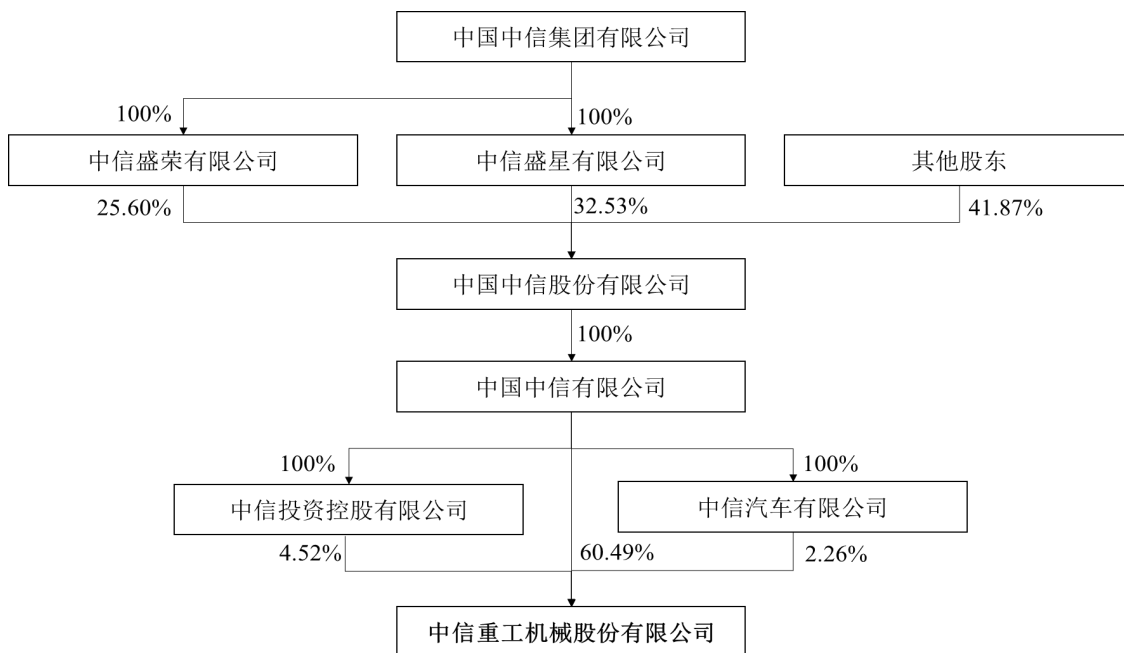 中国中信集团有限公司
100%
100%
中信盛荣有限公司
中信盛星有限公司
其他股东
25.60%
32.53%
41.87%
中国中信股份有限公司
100%
中国中信有限公司
100%
100%
中信投资控股有限公司
中信汽车有限公司
4.52%
60.49%
2.26%
中信重工机械股份有限公司